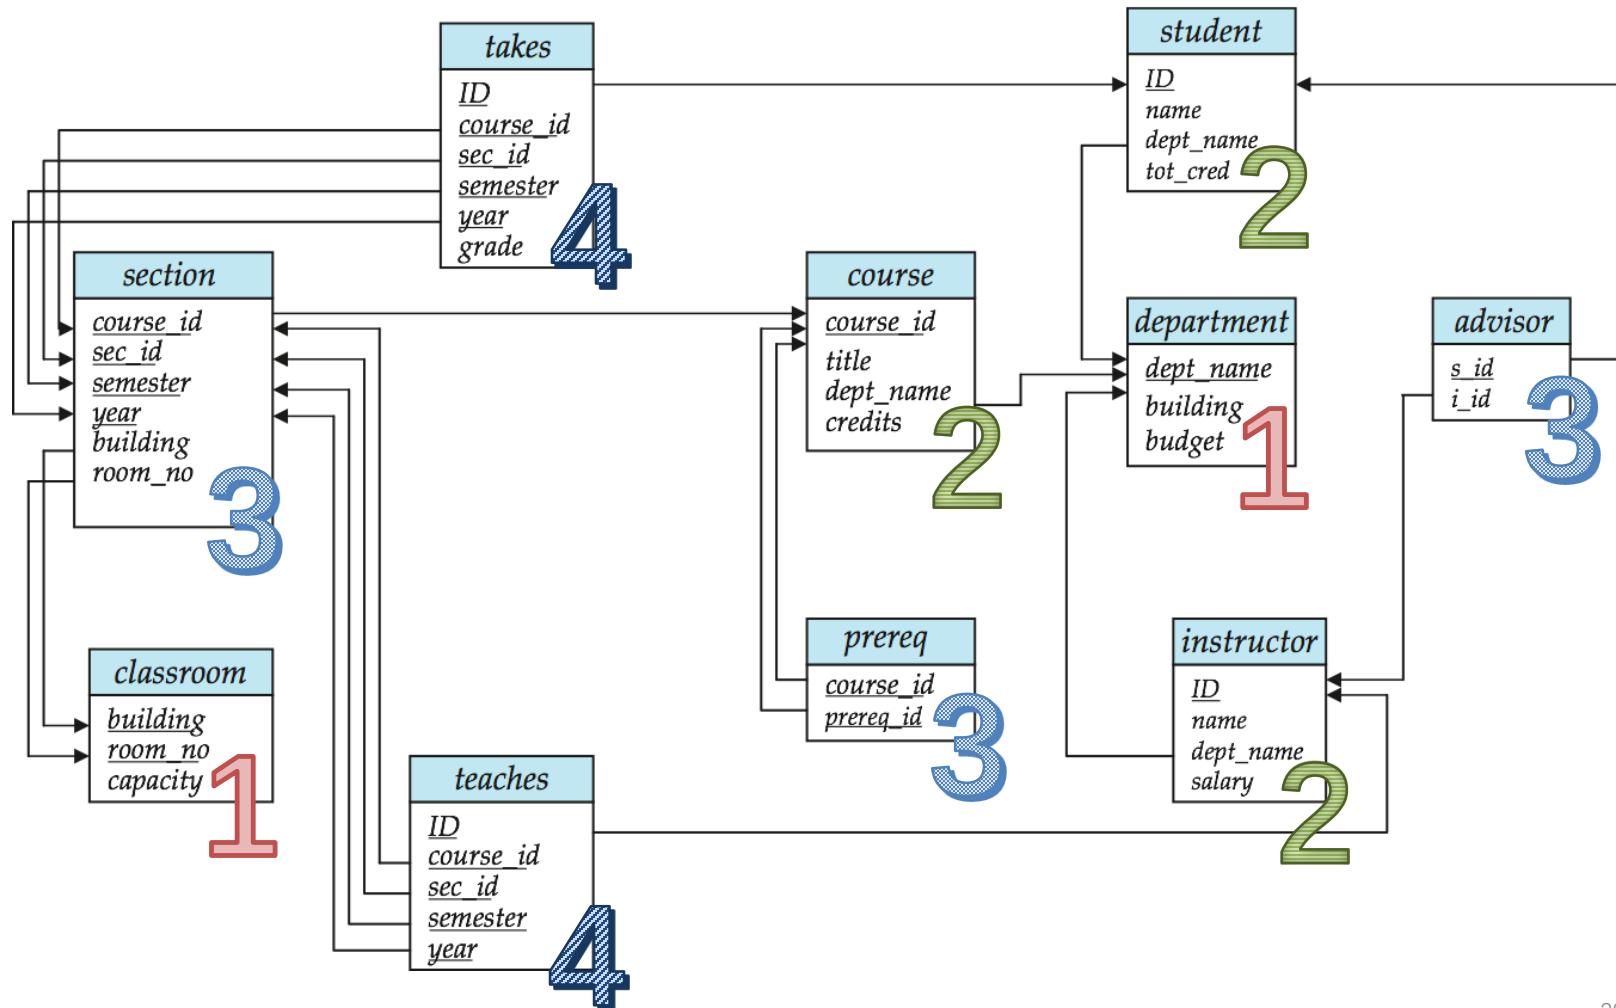 takes
ID
course_id
sec_id
semester
year
grade
4
student
ID
name
dept_name
tot_cred
2
section
course_id
sec_id
semester
year
building
room_no
3
course
course_id
title
dept_name
credits
2
department
dept_name
building
budget
1
advisor
s_id
i_id
3
classroom
building
room_no
capacity
1
prereq
course_id
prereq_id
3
instructor
ID
name
dept_name
salary
2
teaches
ID
course_id
sec_id
semester
year
4